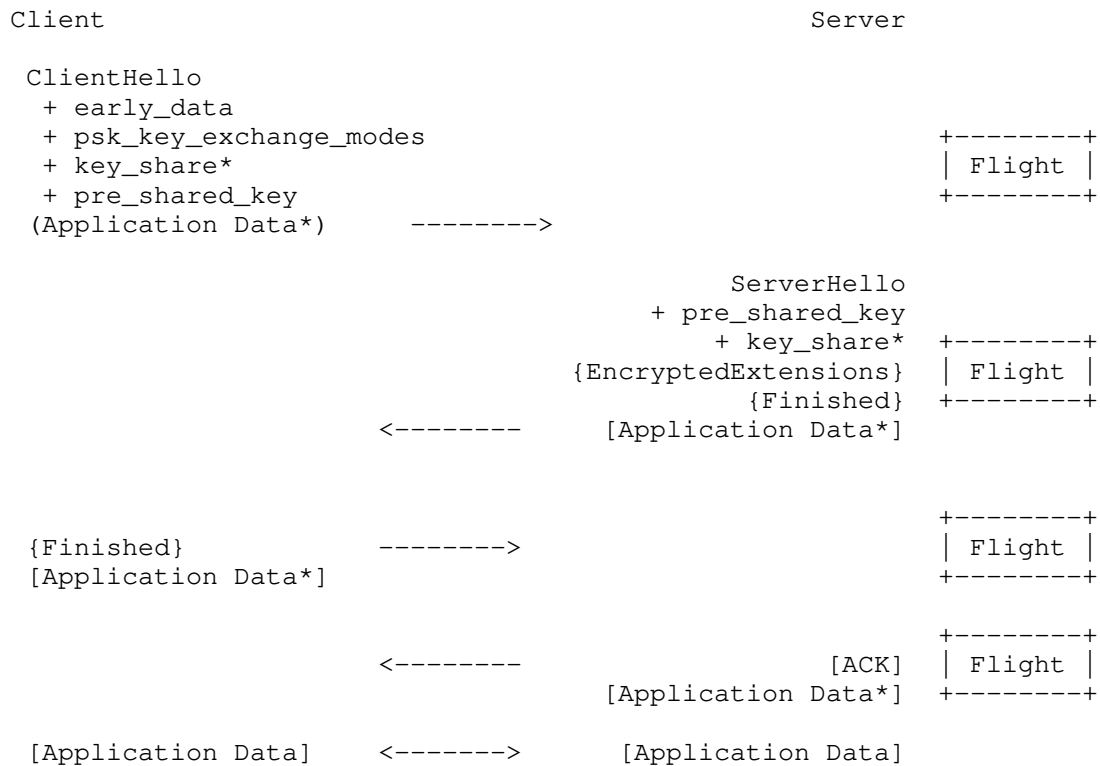 Client                                            Server

 ClientHello
  + early_data
  + psk_key_exchange_modes                                +--------+
  + key_share*                                            | Flight |
  + pre_shared_key                                        +--------+
 (Application Data*)     -------->

                                             ServerHello
                                        + pre_shared_key
                                            + key_share*  +--------+
                                   {EncryptedExtensions}  | Flight |
                                              {Finished}  +--------+
                       <--------     [Application Data*]

                                                          +--------+
 {Finished}            -------->                          | Flight |
 [Application Data*]                                      +--------+

                                                          +--------+
                       <--------                   [ACK]  | Flight |
                                     [Application Data*]  +--------+

 [Application Data]    <------->      [Application Data]